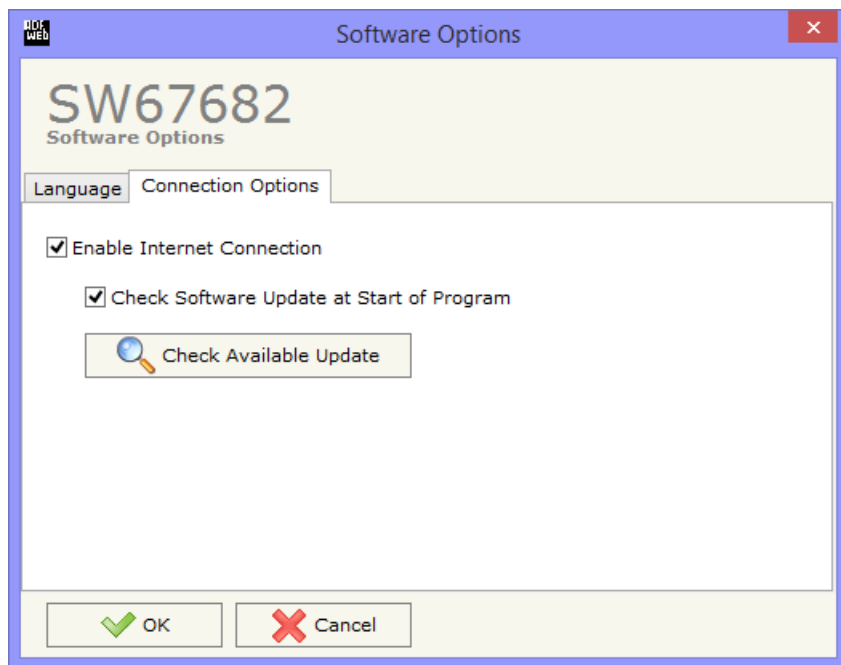 ADF
WEB
Software Options
SW67682
Software Options
Language
Connection Options
Enable Internet Connection
Check Software Update at Start of Program
Check Available Update
OK
Cancel